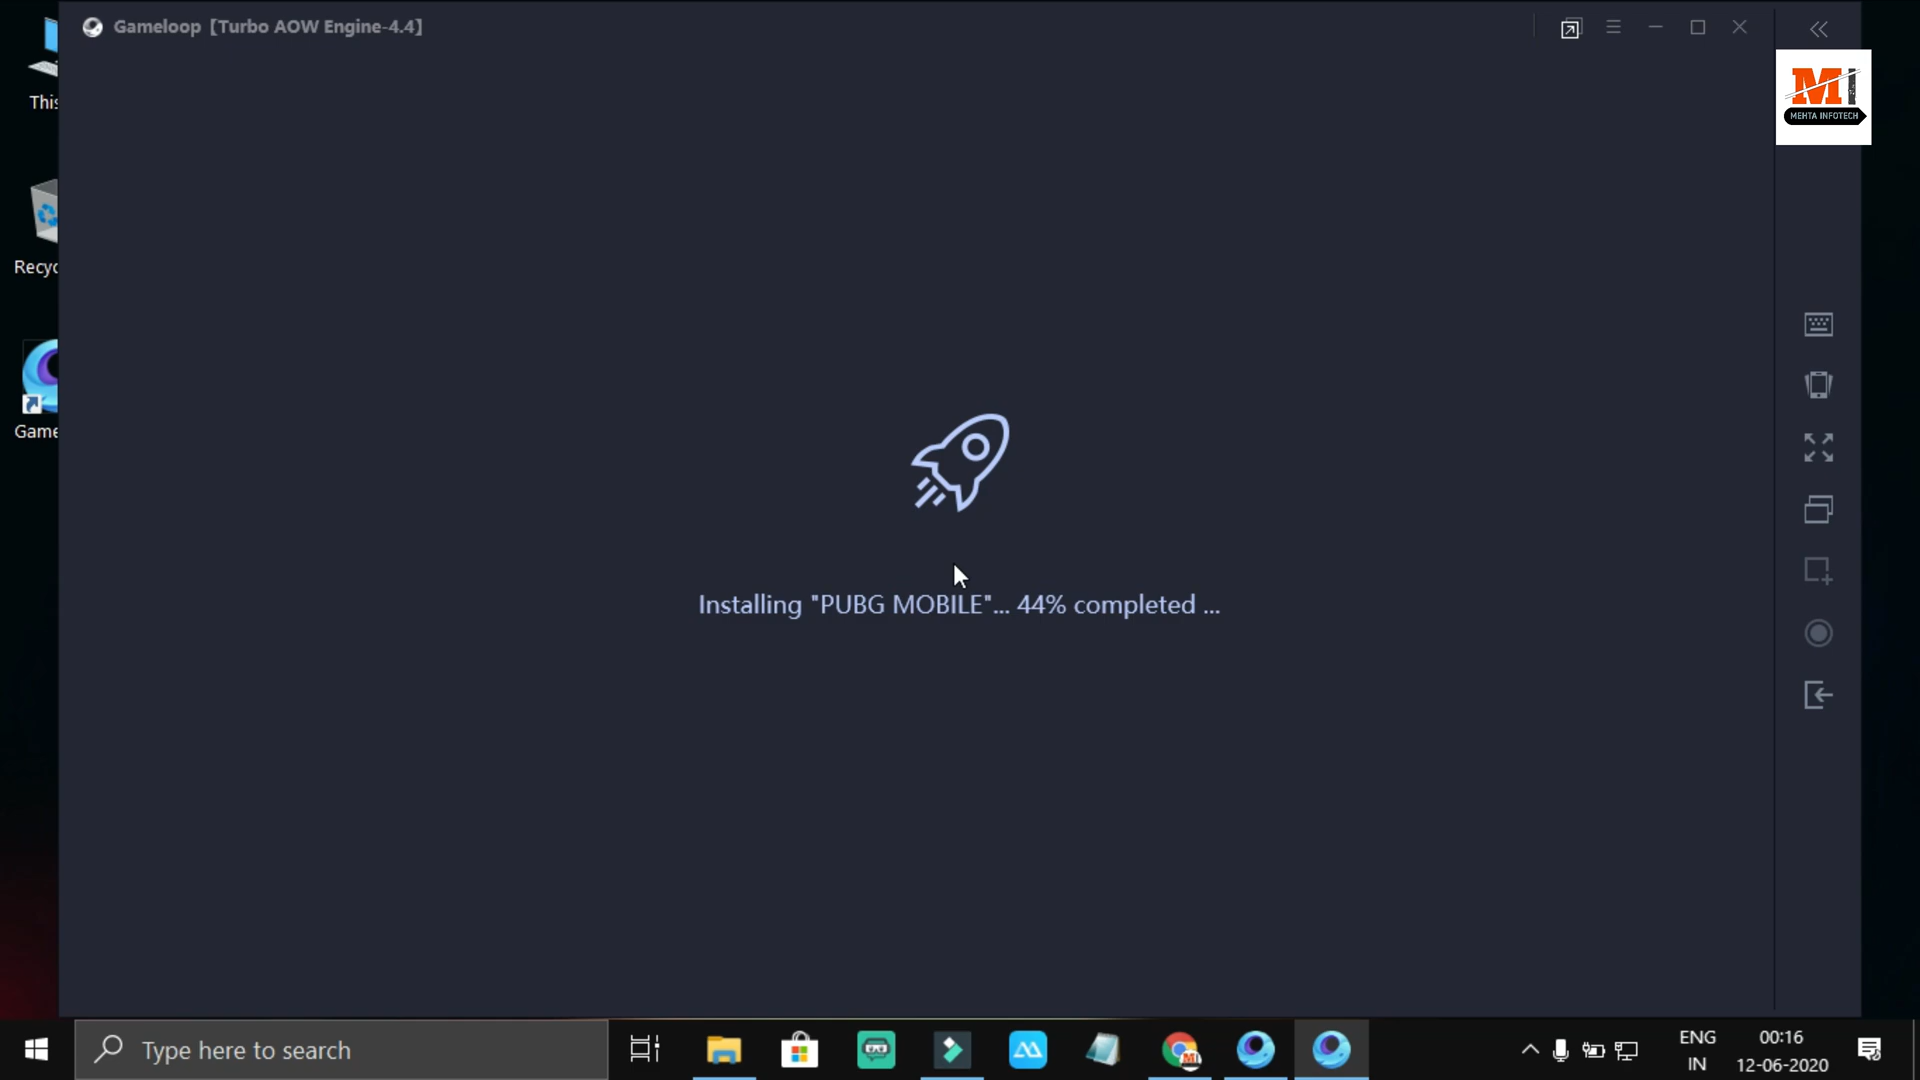 Gameloop【Turbo AOW Engine-4.4】
MI
MEHTA INFOTECH
This
Recyc
Game
Installing "PUBG MOBILE"... 44% completed ...
Type here to search
ENG
IN
00:16
12-06-2020